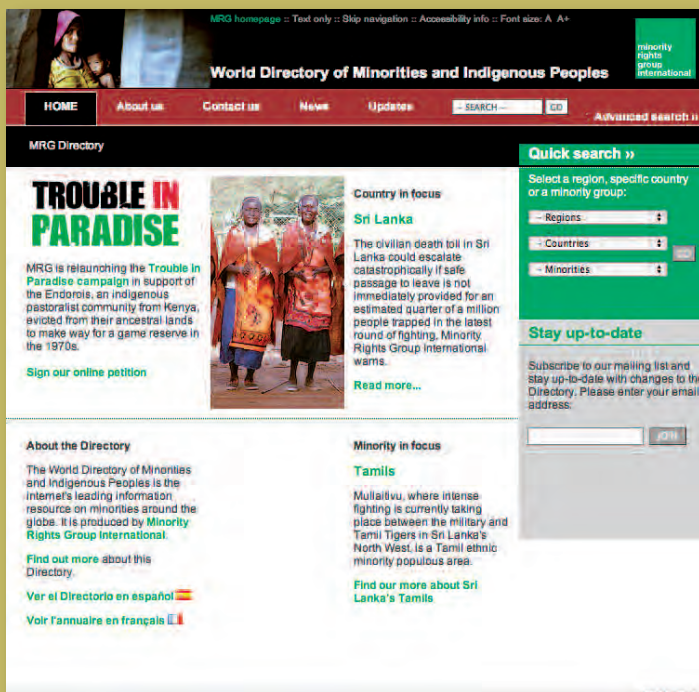 MRG homepage :: Text only :: Skip navigation :: Accessibility info :: Font size: A A+
World Directory of Minorities and Indigenous Peoples
minority
rights
group
international
HOME About us Contact us News Updates -- SEARCH -- GO
Advanced search ››
MRG Directory
TROUBLE IN
PARADISE
MRG is relaunching the Trouble in
Paradise campaign in support of
the Endorois, an indigenous
pastoralist community from Kenya,
evicted from their ancestral lands
to make way for a game reserve in
the 1970s.
Sign our online petition
Country in focus
Sri Lanka
The civilian death toll in Sri
Lanka could escalate
catastrophically if safe
passage to leave is not
immediately provided for an
estimated quarter of a million
people trapped in the latest
round of fighting, Minority
Rights Group International
warns.
Read more...
Quick search ››
Select a region, specific country
or a minority group:
- Regions
- Countries
GO
- Minorities
Stay up-to-date
Subscribe to our mailing list and
stay up-to-date with changes to the
Directory. Please enter your email
address:
JOIN
About the Directory
The World Directory of Minorities
and Indigenous Peoples is the
internet's leading information
resource on minorities around the
globe. It is produced by Minority
Rights Group International.
Find out more about this
Directory.
Ver el Directorio en español
Voir l'annuaire en français
Minority in focus
Tamils
Mullaitivu, where intense
fighting is currently taking
place between the military and
Tamil Tigers in Sri Lanka's
North West, is a Tamil ethnic
minority populous area.
Find our more about Sri
Lanka's Tamils